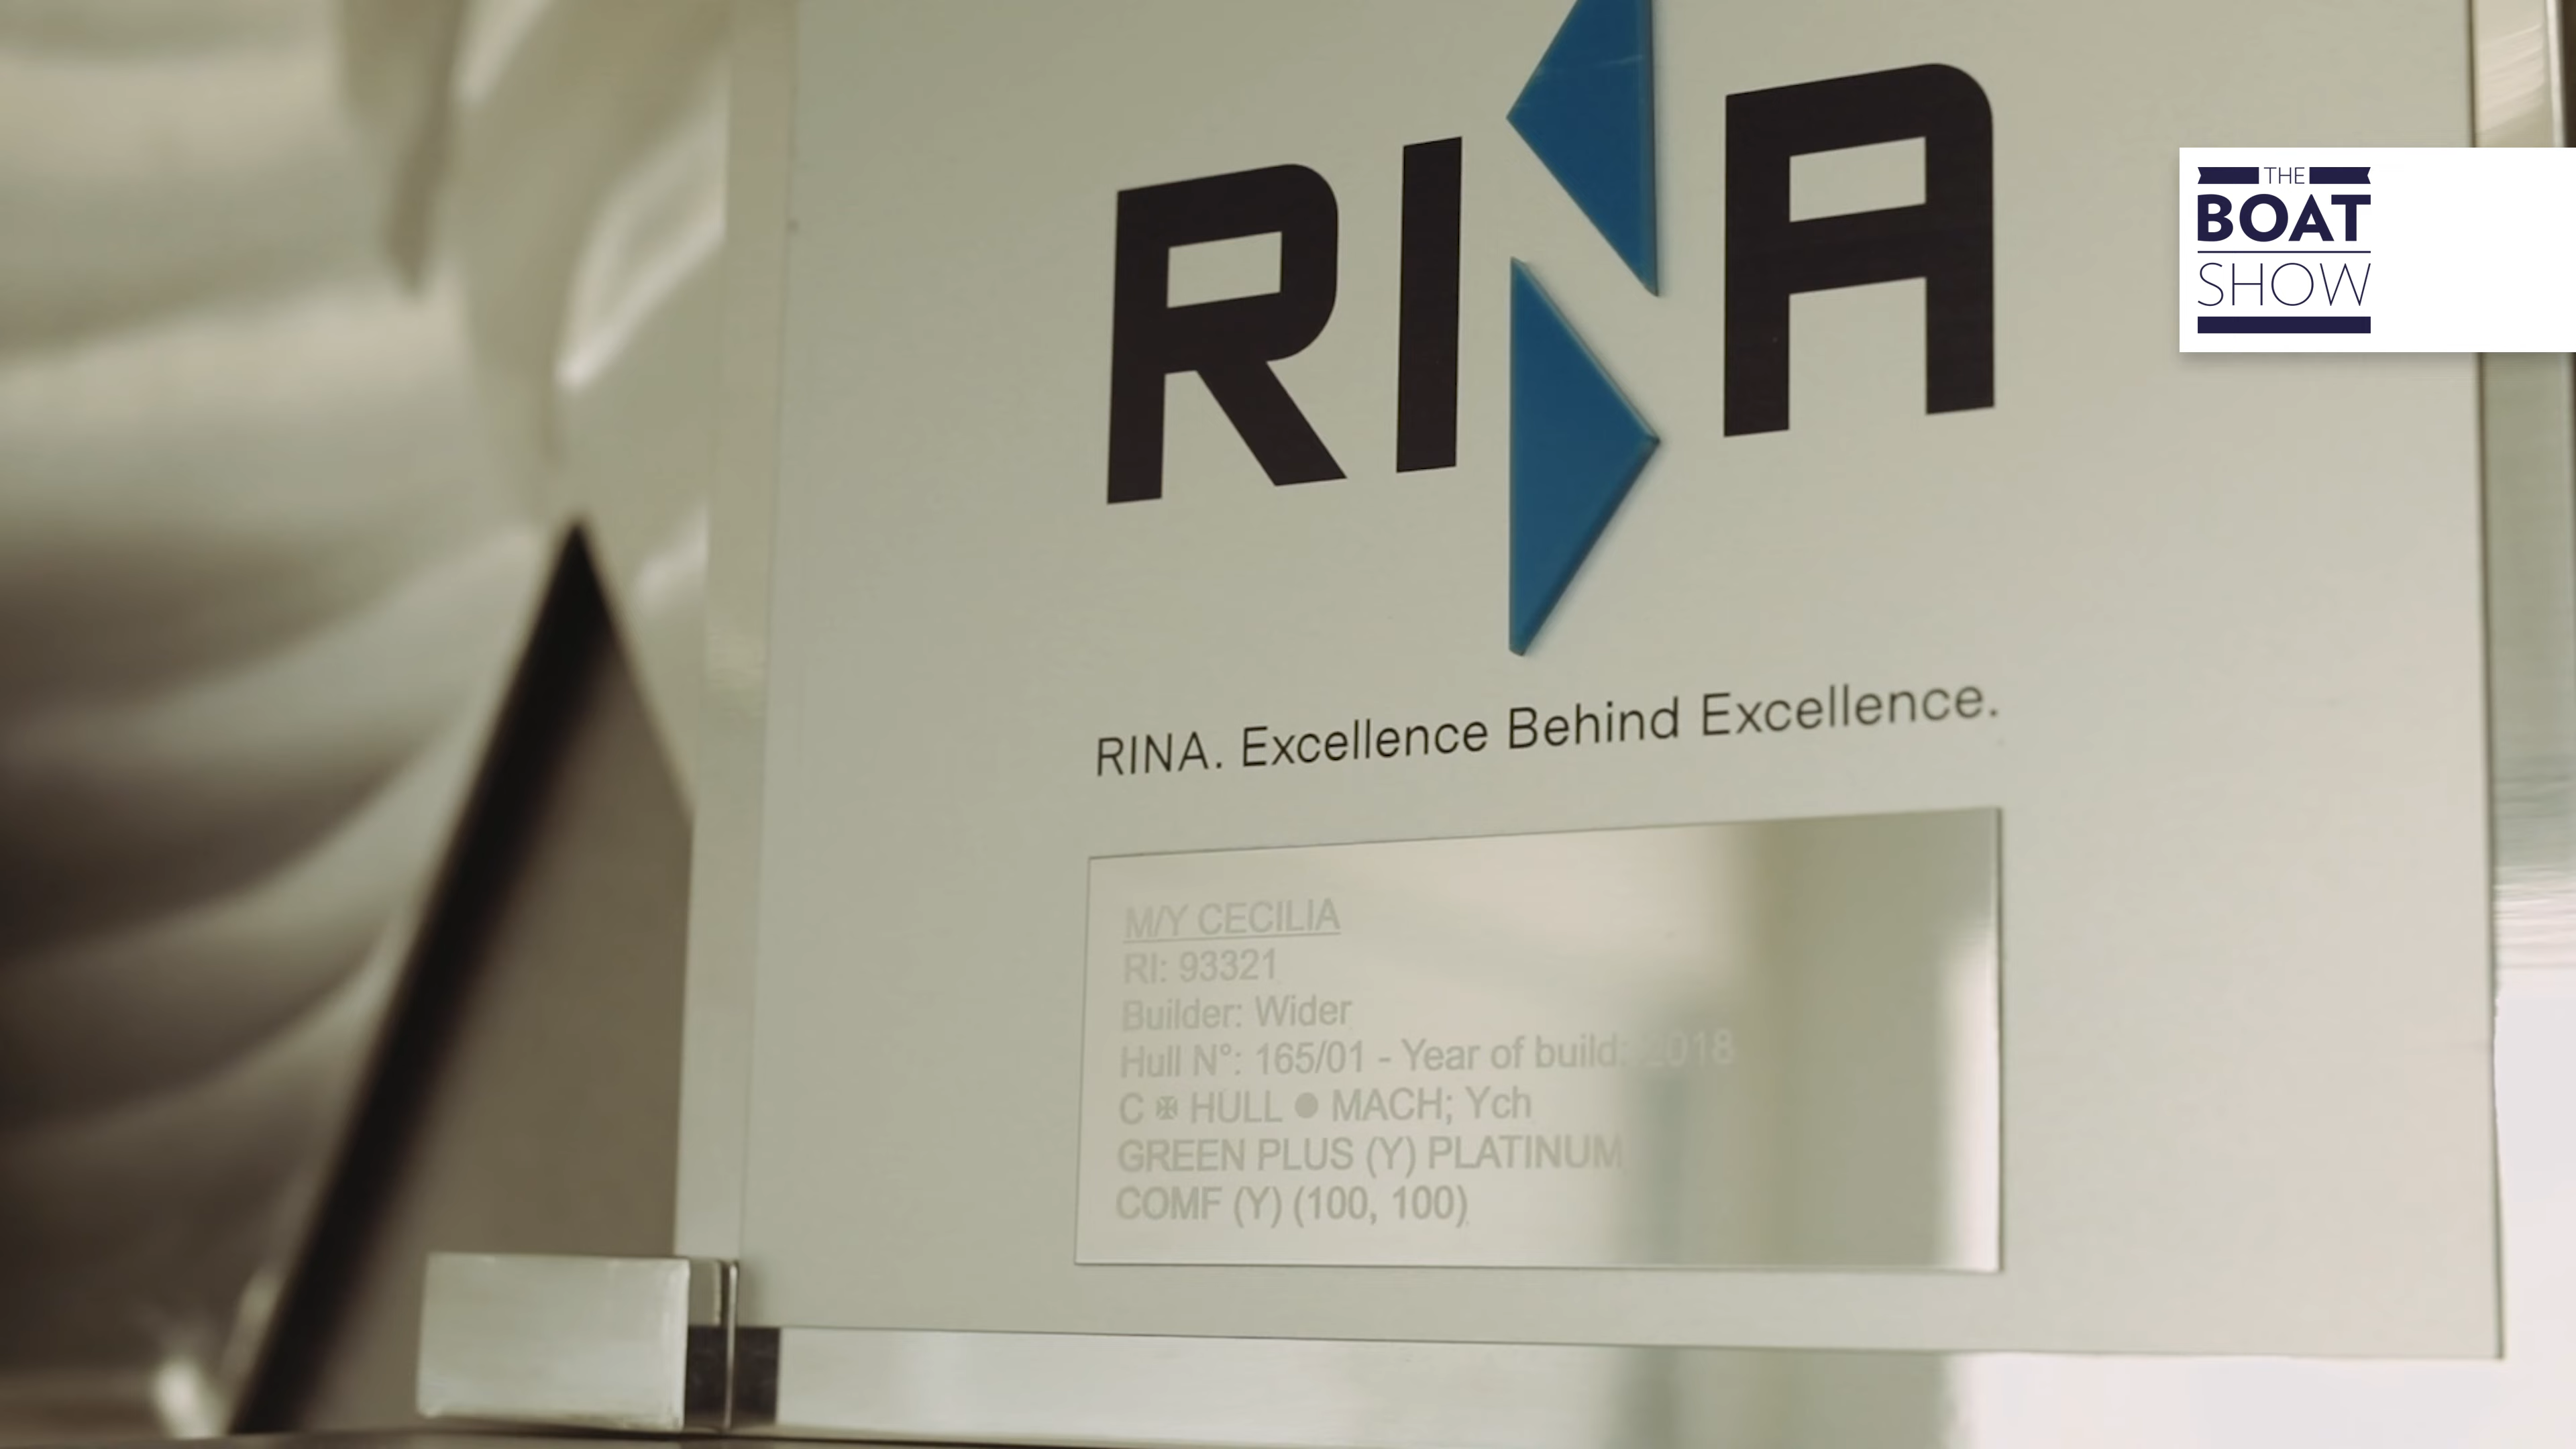 RINA
THE
BOAT
SHOW
RINA. Excellence Behind Excellence.
M/Y CECILIA
RI: 93321
Builder: Wider
Hull N°: 165/01 - Year of build: 2018
C ✠ HULL ● MACH; Ych
GREEN PLUS (Y) PLATINUM
COMF (Y) (100, 100)